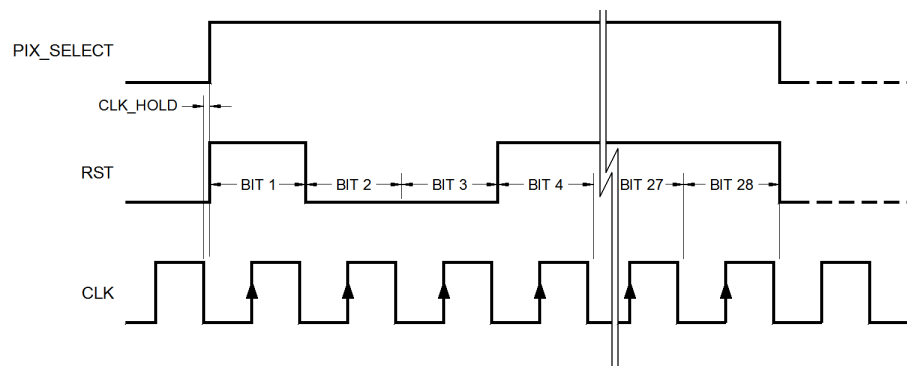 PIX_SELECT
CLK_HOLD
RST
BIT 1 BIT 2 BIT 3 BIT 4 BIT 27 BIT 28
CLK